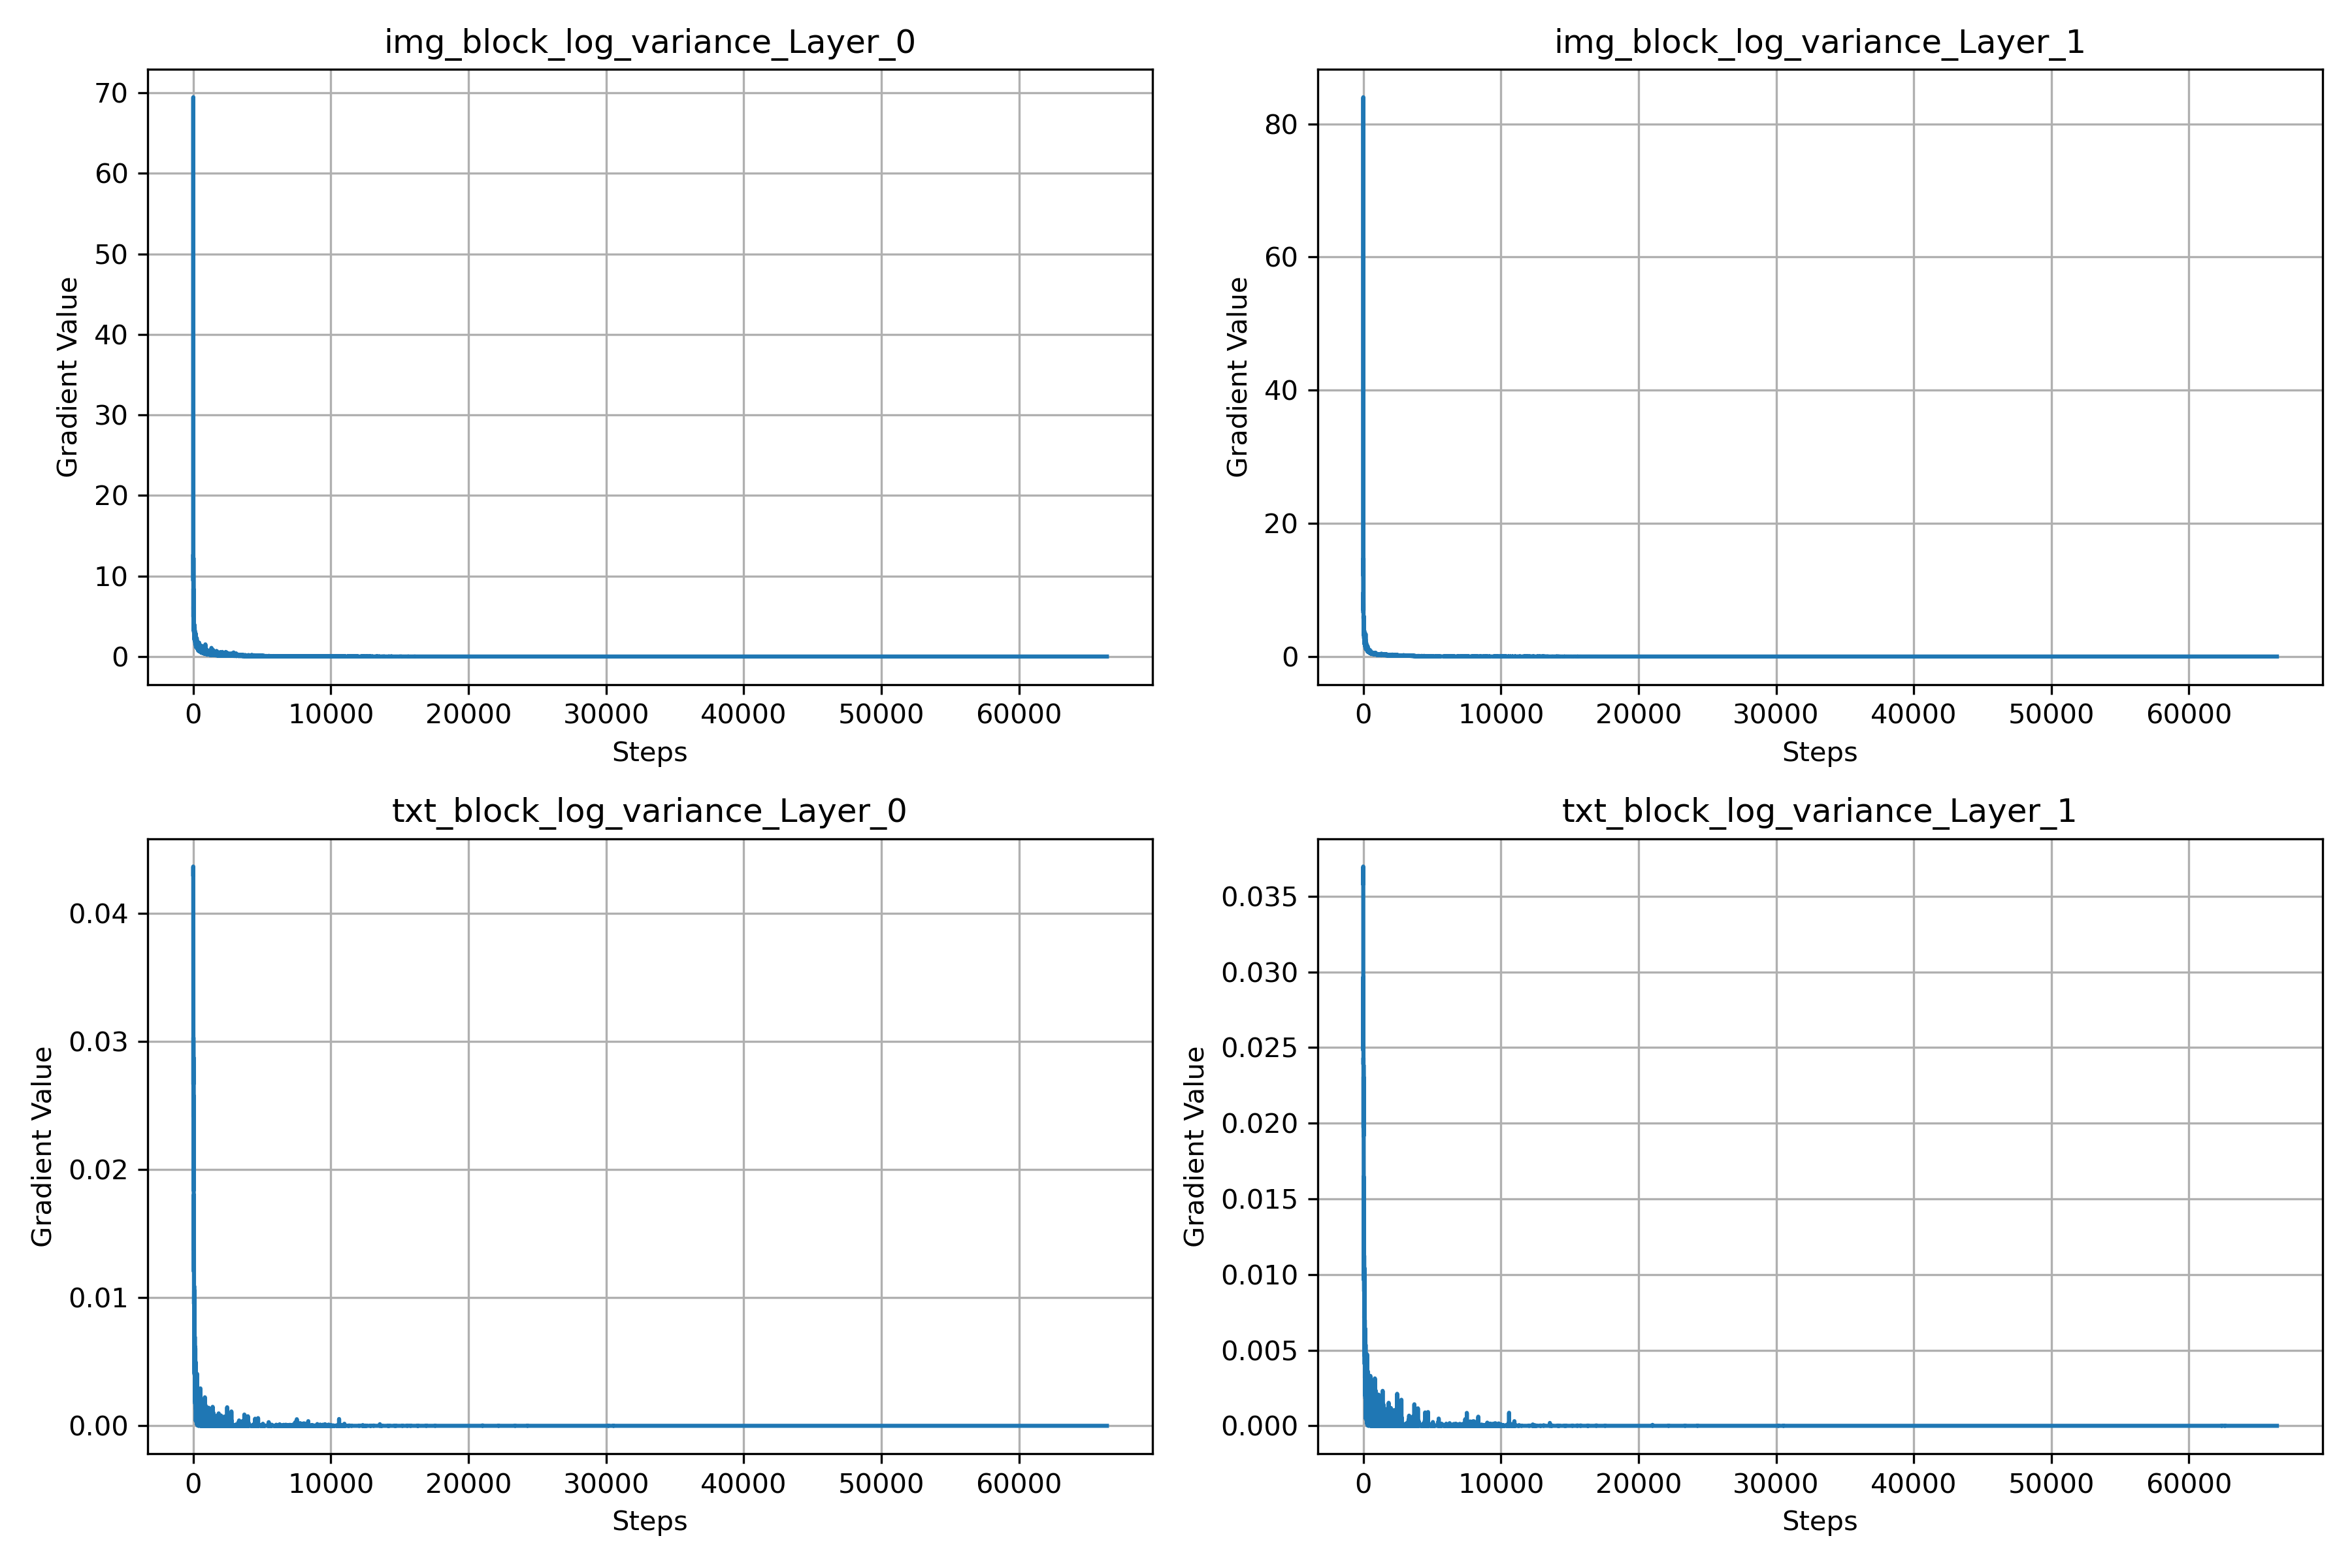 img_block_log_variance_Layer_0
70
60
50
40
30
20
10
0
Gradient Value
0 10000 20000 30000 40000 50000 60000
Steps
img_block_log_variance_Layer_1
80
60
40
20
0
Gradient Value
0 10000 20000 30000 40000 50000 60000
Steps
txt_block_log_variance_Layer_0
0.04
0.03
0.02
0.01
0.00
Gradient Value
0 10000 20000 30000 40000 50000 60000
Steps
txt_block_log_variance_Layer_1
0.035
0.030
0.025
0.020
0.015
0.010
0.005
0.000
Gradient Value
0 10000 20000 30000 40000 50000 60000
Steps